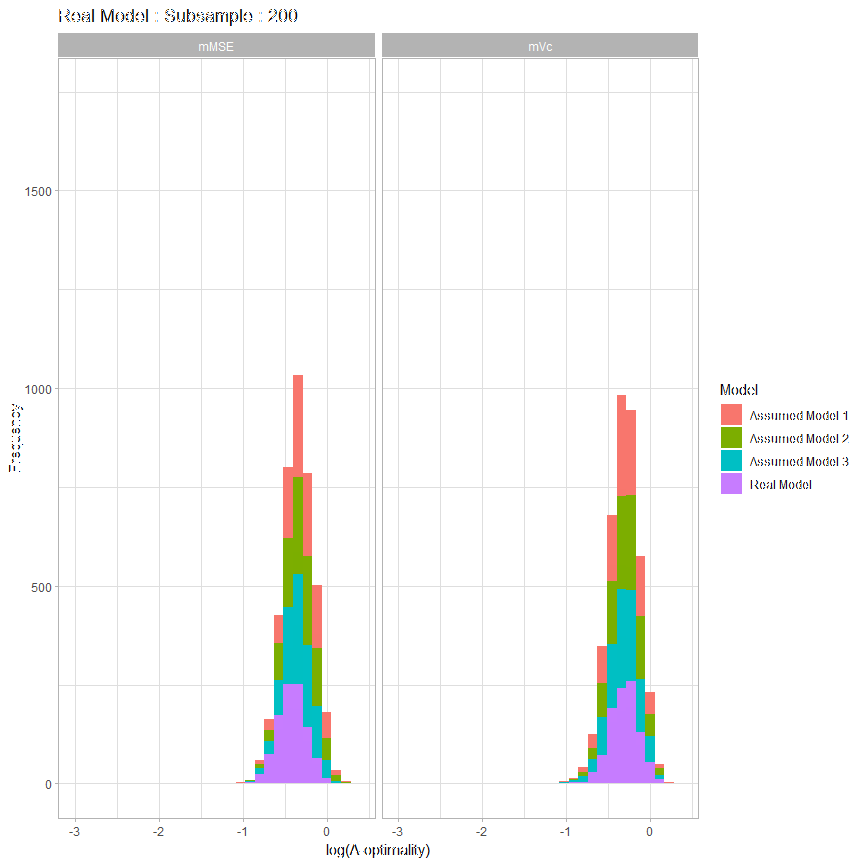 Real Model : Subsample : 200
mMSE
mVc
1500
1000
500
0
Frequency
-3
-2
-1
0
-3
-2
-1
0
log(A-optimality)
Model
Assumed Model 1
Assumed Model 2
Assumed Model 3
Real Model